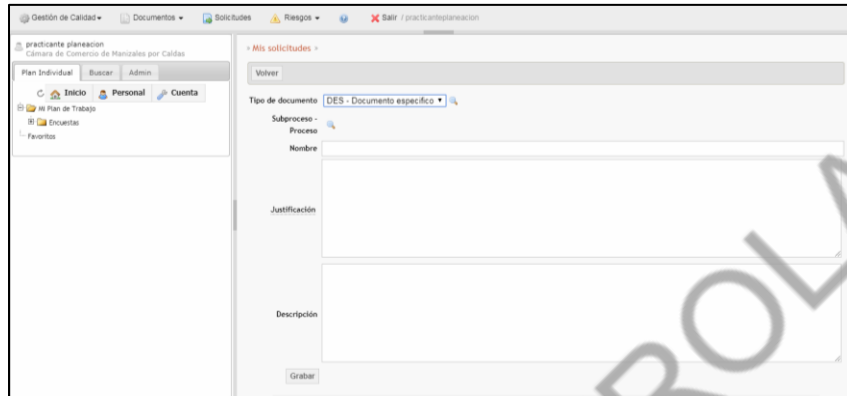 Gestión de Calidad Documentos Solicitudes Riesgos Salir / practicanteplaneacion
practicante planeacion
Cámara de Comercio de Manizales por Caldas
Plan Individual Buscar Admin
Inicio Personal Cuenta
Mi Plan de Trabajo
Encuestas
Favoritos
› Mis solicitudes ›
Volver
Tipo de documento DES - Documento especifico
Subproceso -
Proceso
Nombre
Justificación
Descripción
Grabar